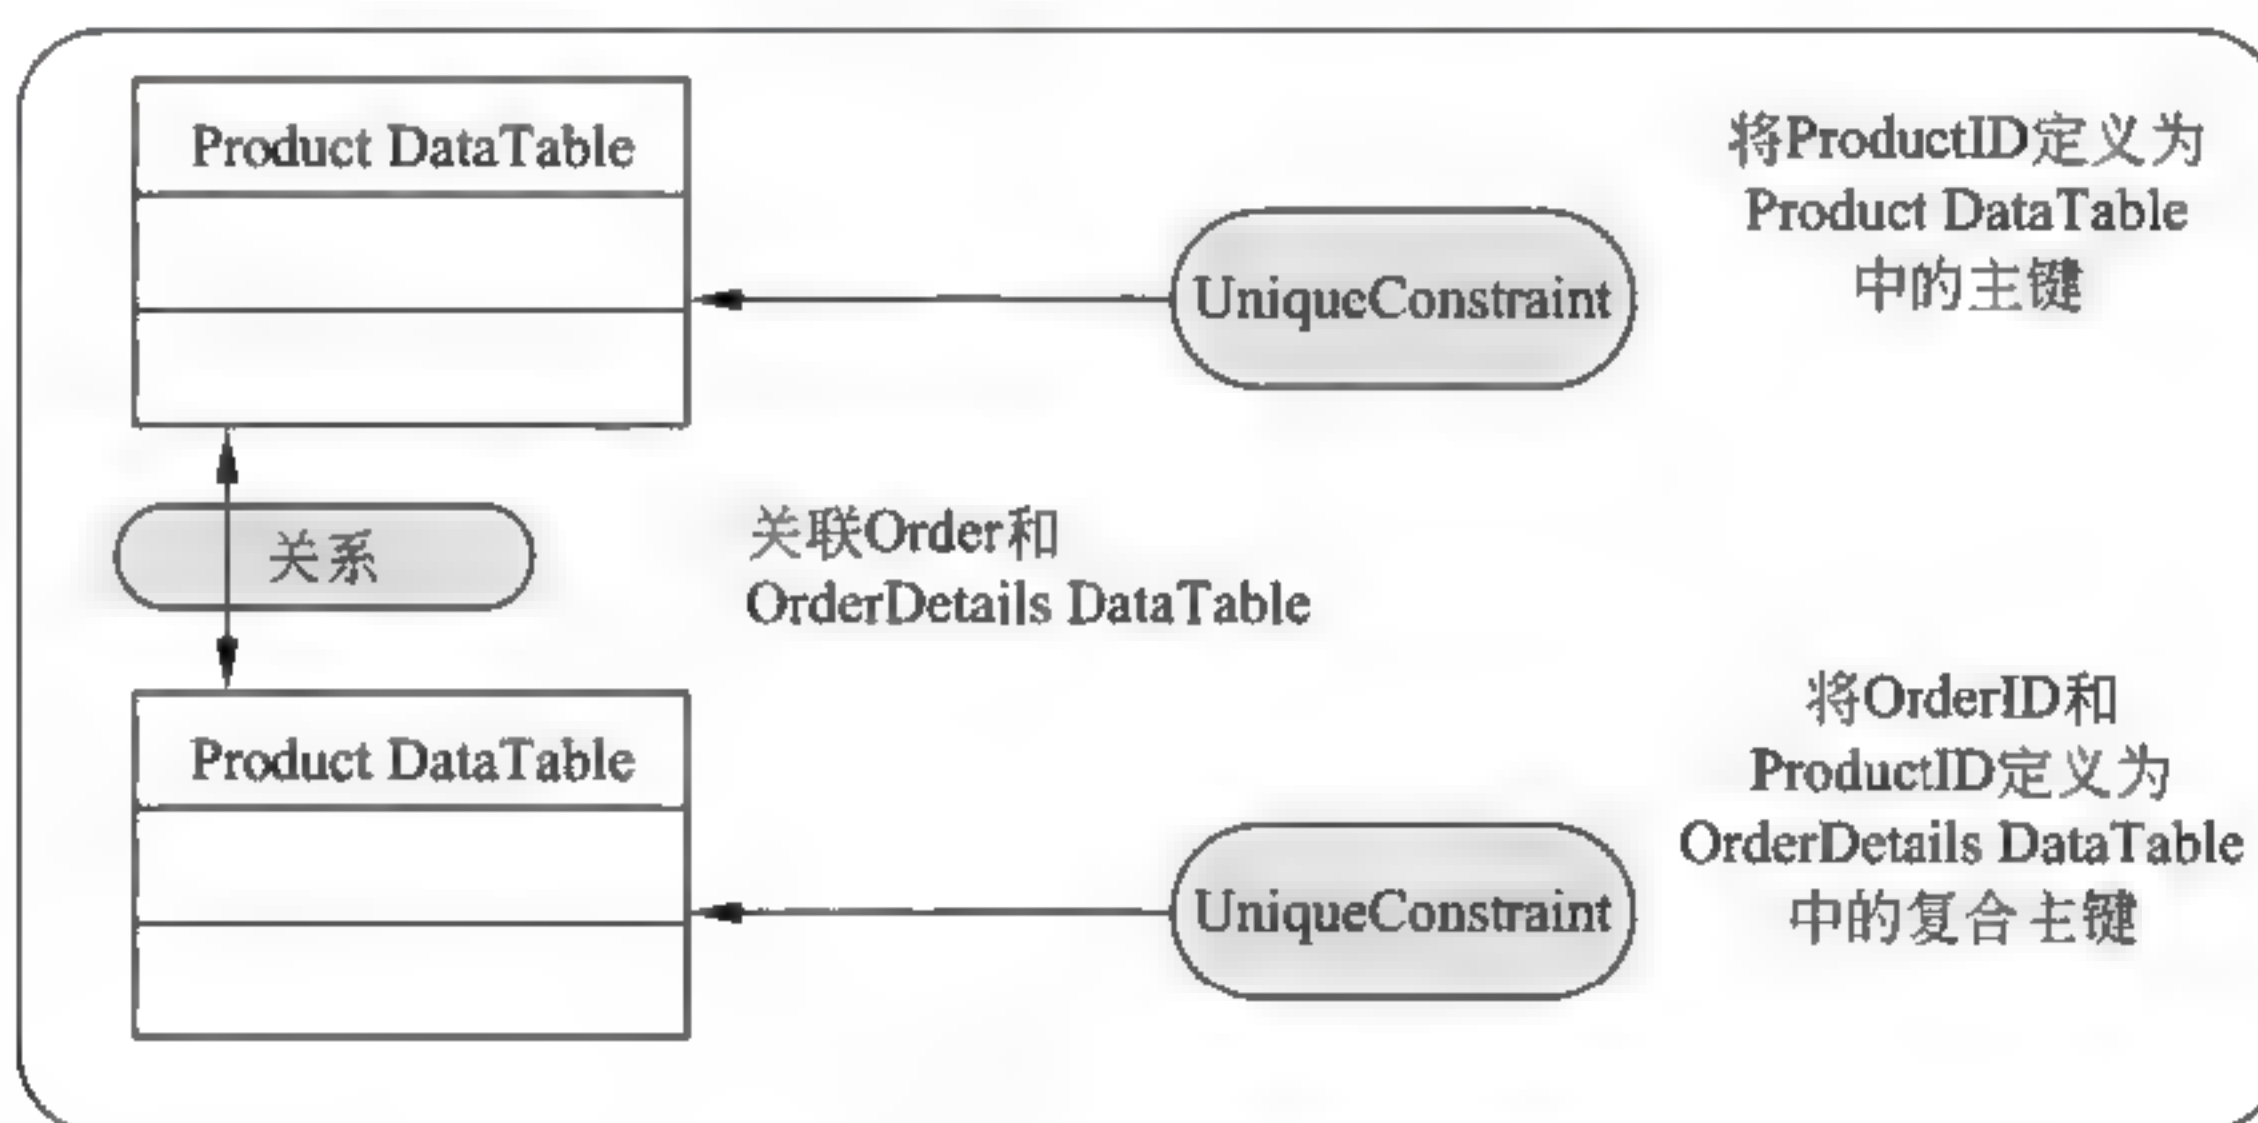 Product DataTable
将ProductID定义为
Product DataTable
中的主键
UniqueConstraint
关系
关联Order和
OrderDetails DataTable
Product DataTable
将OrderID和
ProductID定义为
OrderDetails DataTable
中的复合主键
UniqueConstraint